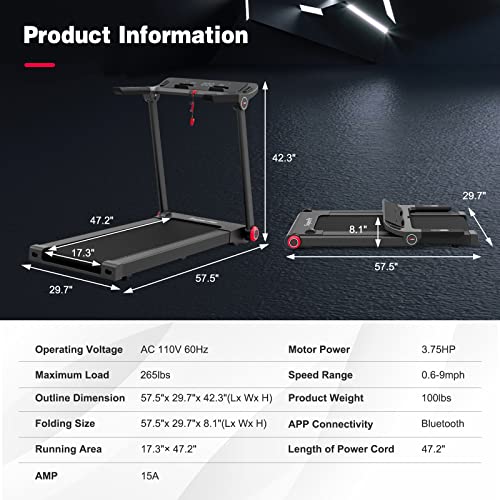 Product Information
42.3"
47.2"
17.3"
29.7"
57.5"
29.7"
8.1"
57.5"
Operating Voltage AC 110V 60Hz
Motor Power 3.75HP
Maximum Load 265lbs
Speed Range 0.6-9mph
Outline Dimension 57.5"x 29.7"x 42.3"(Lx Wx H)
Product Weight 100lbs
Folding Size 57.5"x 29.7"x 8.1"(Lx Wx H)
APP Connectivity Bluetooth
Running Area 17.3"× 47.2"
Length of Power Cord 47.2"
AMP 15A